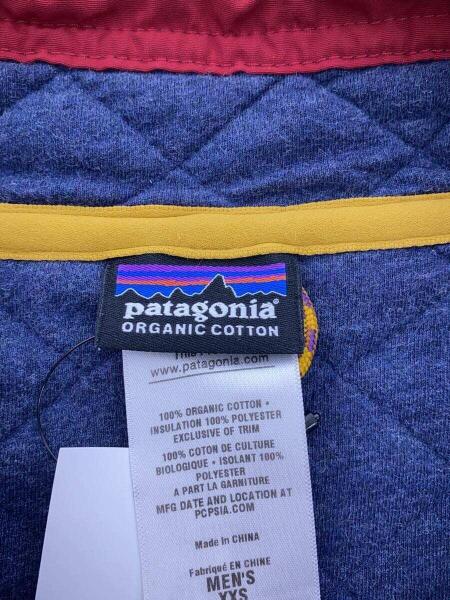 patagonia®
ORGANIC COTTON
www.patagonia.com
100% ORGANIC COTTON •
INSULATION 100% POLYESTER
EXCLUSIVE OF TRIM
100% COTON DE CULTURE
BIOLOGIQUE • ISOLANT 100%
POLYESTER
A PART LA GARNITURE
MFG DATE AND LOCATION AT
PCPSIA.COM
Made in CHINA
Fabriqué EN CHINE
MEN'S
XXS